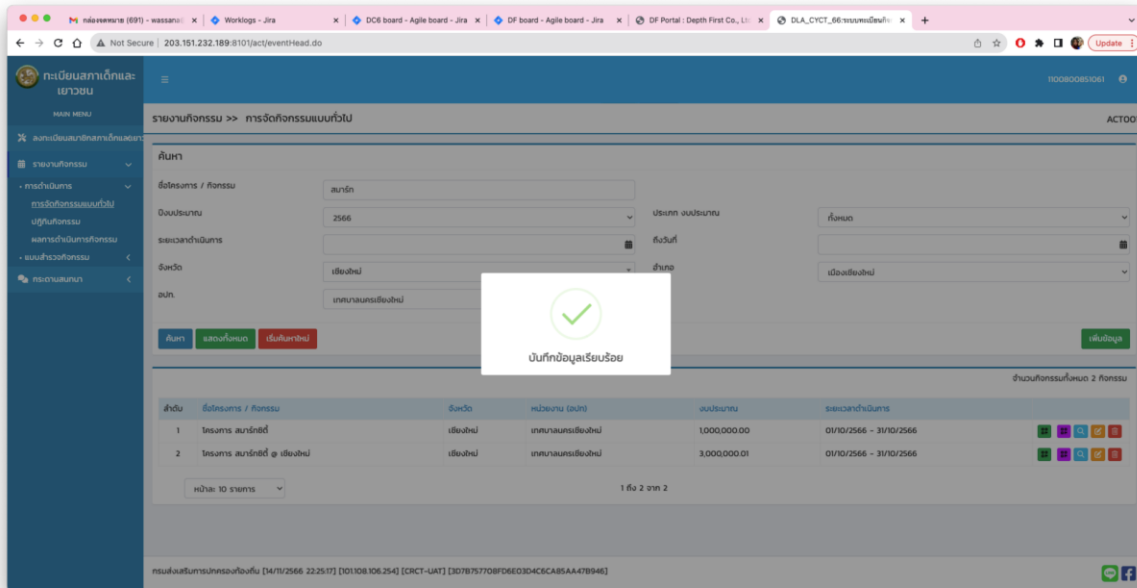 กล่องจดหมาย (691) - wassana
Worklogs - Jira
DC6 board - Agile board - Jira
DF board - Agile board - Jira
DF Portal : Depth First Co., Lt
DLA_CYCT_66:ระบบทะเบียน
Not Secure 203.151.232.189:8101/act/eventHead.do
Update
ทะเบียนสภาเด็กและ
เยาวชน
1100800851061
MAIN MENU
รายงานกิจกรรม >> การจัดกิจกรรมแบบทั่วไป
ACT00
ลงทะเบียนสมาชิกสภาเด็กและเยาว
รายงานกิจกรรม
ค้นหา
การดำเนินการ
ชื่อโครงการ / กิจกรรม
สมาร์ท
การจัดกิจกรรมแบบทั่วไป
ปีงบประมาณ
2566
ประเภท งบประมาณ
ทั้งหมด
ปฏิทินกิจกรรม
ผลการดำเนินการกิจกรรม
ระยะเวลาดำเนินการ
ถึงวันที่
แบบสำรวจกิจกรรม
จังหวัด
เชียงใหม่
อำเภอ
เมืองเชียงใหม่
กระดานสนทนา
อปท.
เทศบาลนครเชียงใหม่
ค้นหา
แสดงทั้งหมด
เริ่มค้นหาใหม่
เพิ่มข้อมูล
บันทึกข้อมูลเรียบร้อย
จำนวนกิจกรรมทั้งหมด 2 กิจกรรม
ลำดับ ชื่อโครงการ / กิจกรรม จังหวัด หน่วยงาน (อปท) งบประมาณ ระยะเวลาดำเนินการ
1 โครงการ สมาร์ทซิตี้ เชียงใหม่ เทศบาลนครเชียงใหม่ 1,000,000.00 01/10/2566 - 31/10/2566
2 โครงการ สมาร์ทซิตี้ @ เชียงใหม่ เชียงใหม่ เทศบาลนครเชียงใหม่ 3,000,000.01 01/10/2566 - 31/10/2566
หน้าละ 10 รายการ
1 ถึง 2 จาก 2
กรมส่งเสริมการปกครองท้องถิ่น [14/11/2566 22:25:17] [101.108.106.254] [CRCT-UAT] [3D7B757708FD6E03D4C6CA85AA47B946]